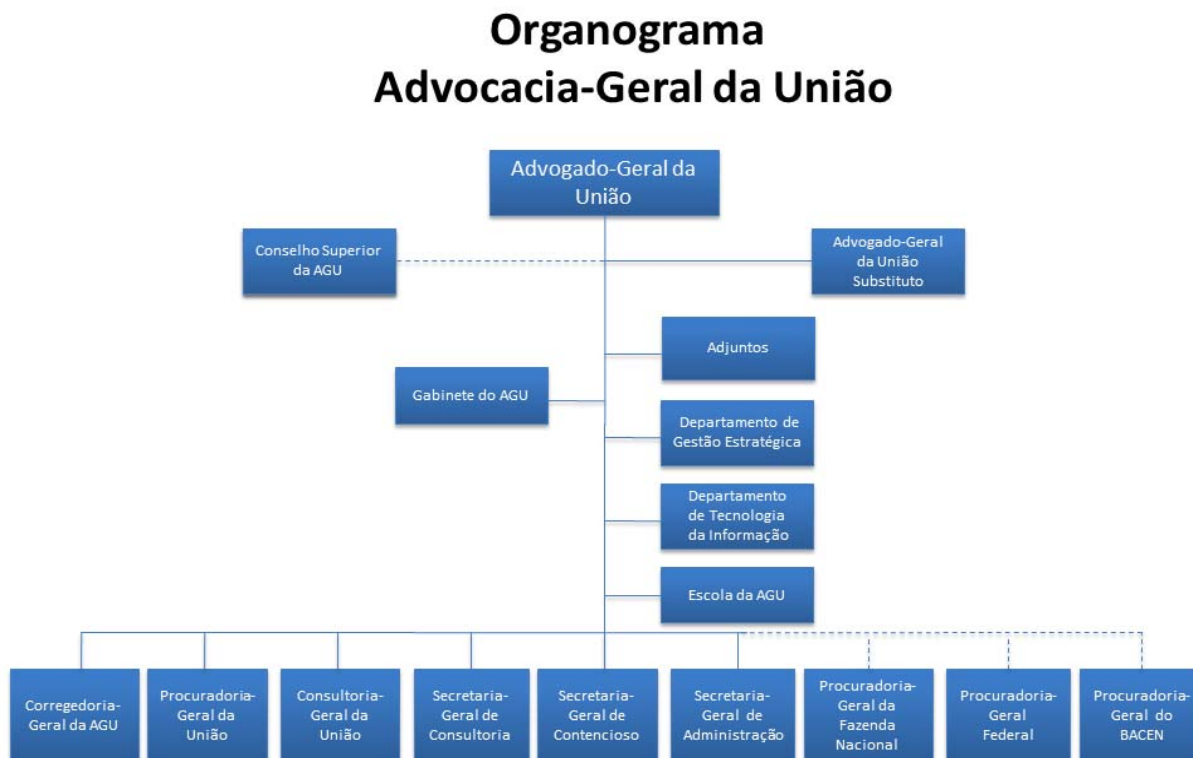 Organograma
Advocacia-Geral da União
Advogado-Geral da
União
Conselho Superior
da AGU
Advogado-Geral
da União
Substituto
Adjuntos
Gabinete do AGU
Departamento de
Gestão Estratégica
Departamento
de Tecnologia
da Informação
Escola da AGU
Corregedoria-
Geral da AGU
Procuradoria-
Geral da
União
Consultoria-
Geral da
União
Secretaria-
Geral de
Consultoria
Secretaria-
Geral de
Contencioso
Secretaria-
Geral de
Administração
Procuradoria-
Geral da
Fazenda
Nacional
Procuradoria-
Geral
Federal
Procuradoria-
Geral do
BACEN